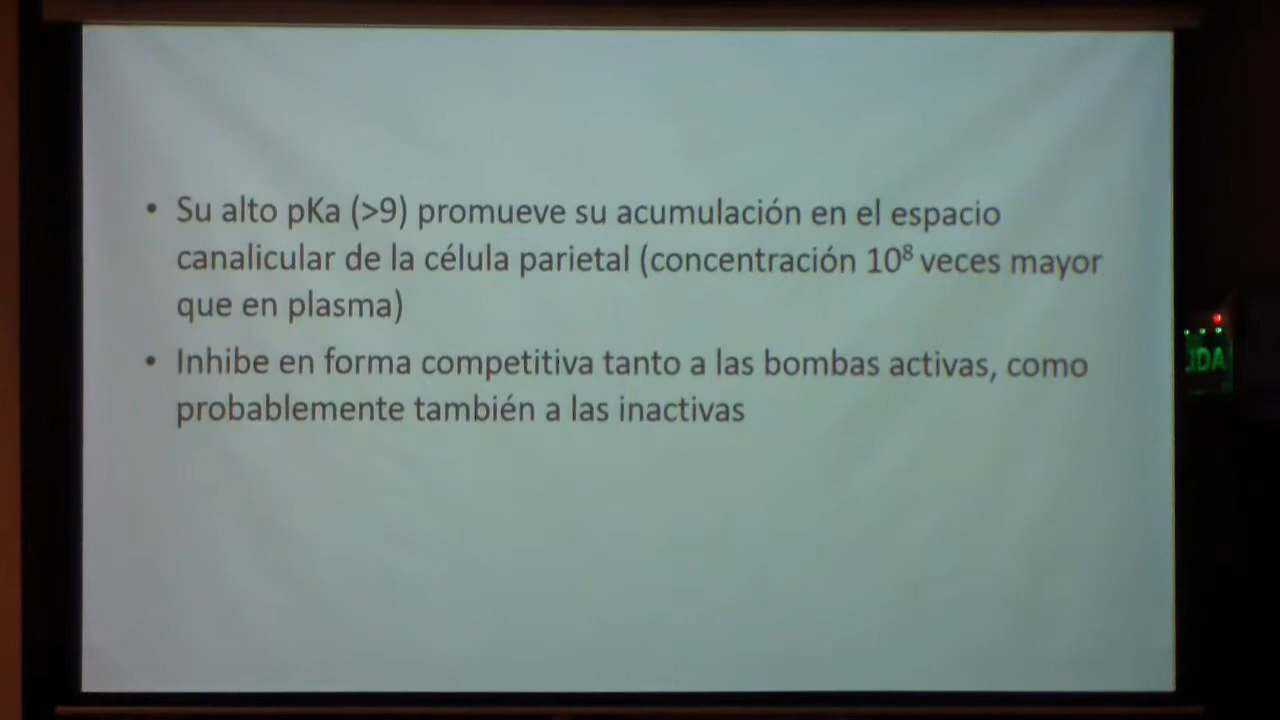 • Su alto pKa (>9) promueve su acumulación en el espacio
canalicular de la célula parietal (concentración 10⁸ veces mayor
que en plasma)
• Inhibe en forma competitiva tanto a las bombas activas, como
probablemente también a las inactivas
IDA